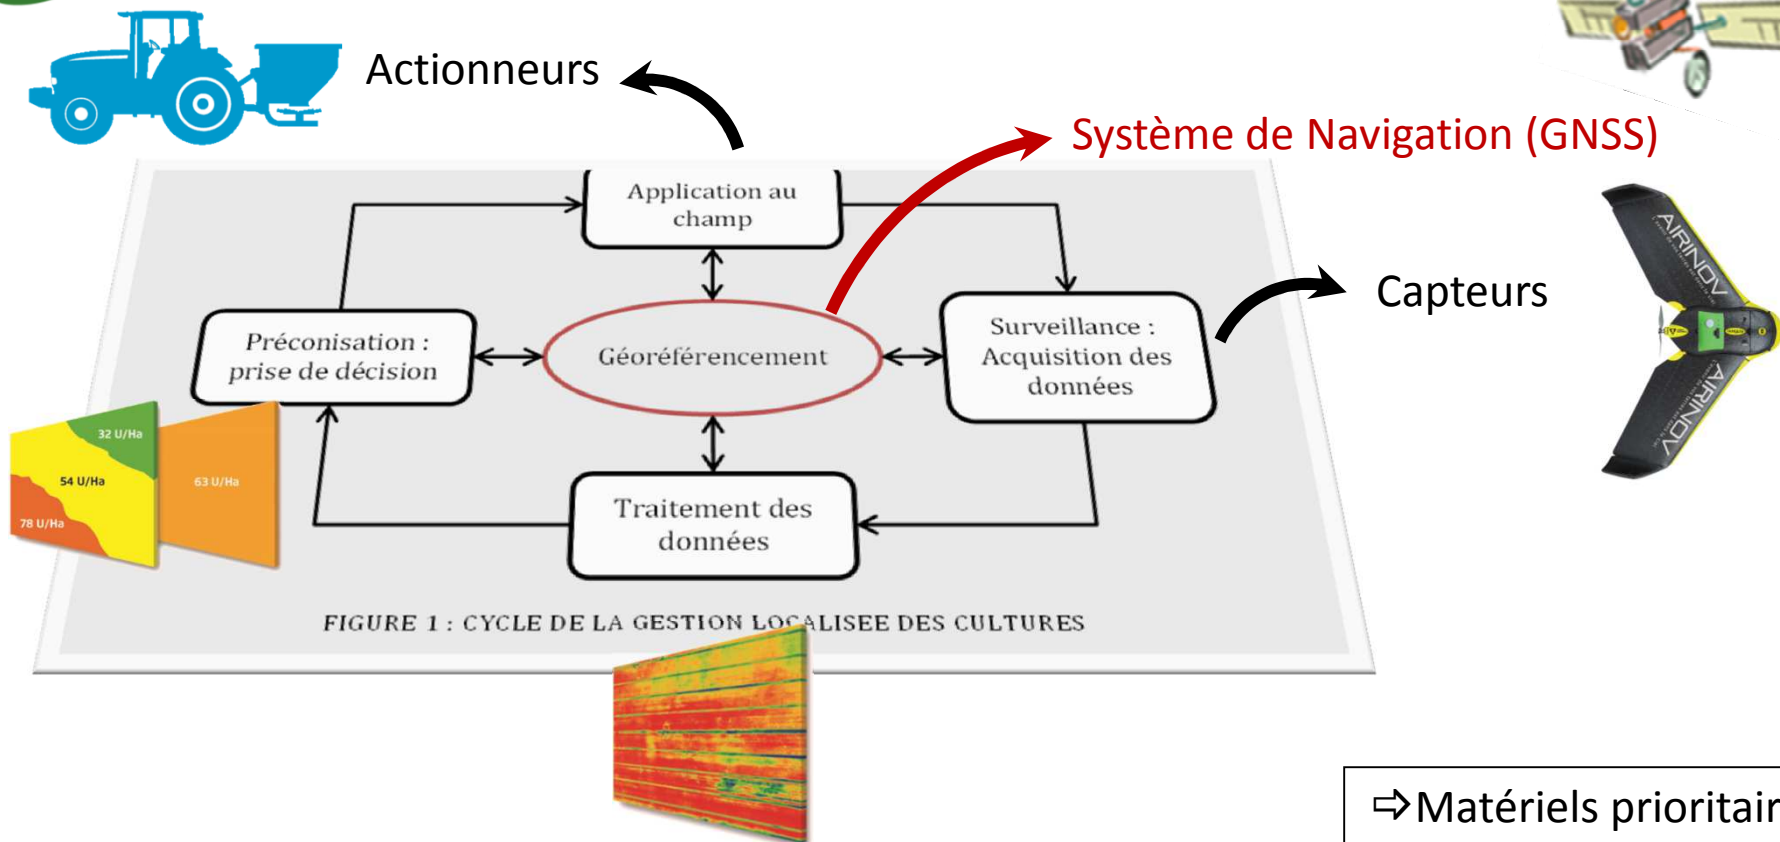 Actionneurs
Système de Navigation (GNSS)
Application au
champ
Capteurs
AIRINOV
AIRINOV
Préconisation :
prise de décision
Géoréférencement
Surveillance :
Acquisition des
données
32 U/Ha
54 U/Ha
63 U/Ha
78 U/Ha
Traitement des
données
FIGURE 1 : CYCLE DE LA GESTION LOCALISEE DES CULTURES
⇨Matériels prioritair